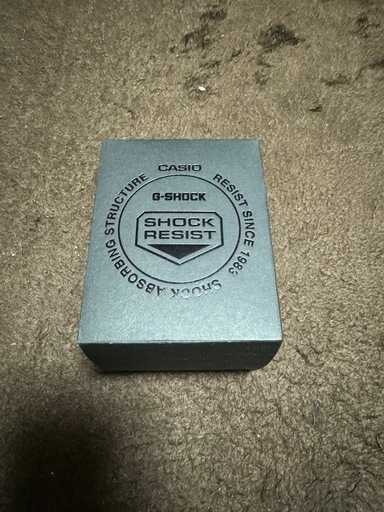 CASIO
RESIST SINCE 1983
SHOCK ABSORBING STRUCTURE
G-SHOCK
SHOCK
RESIST